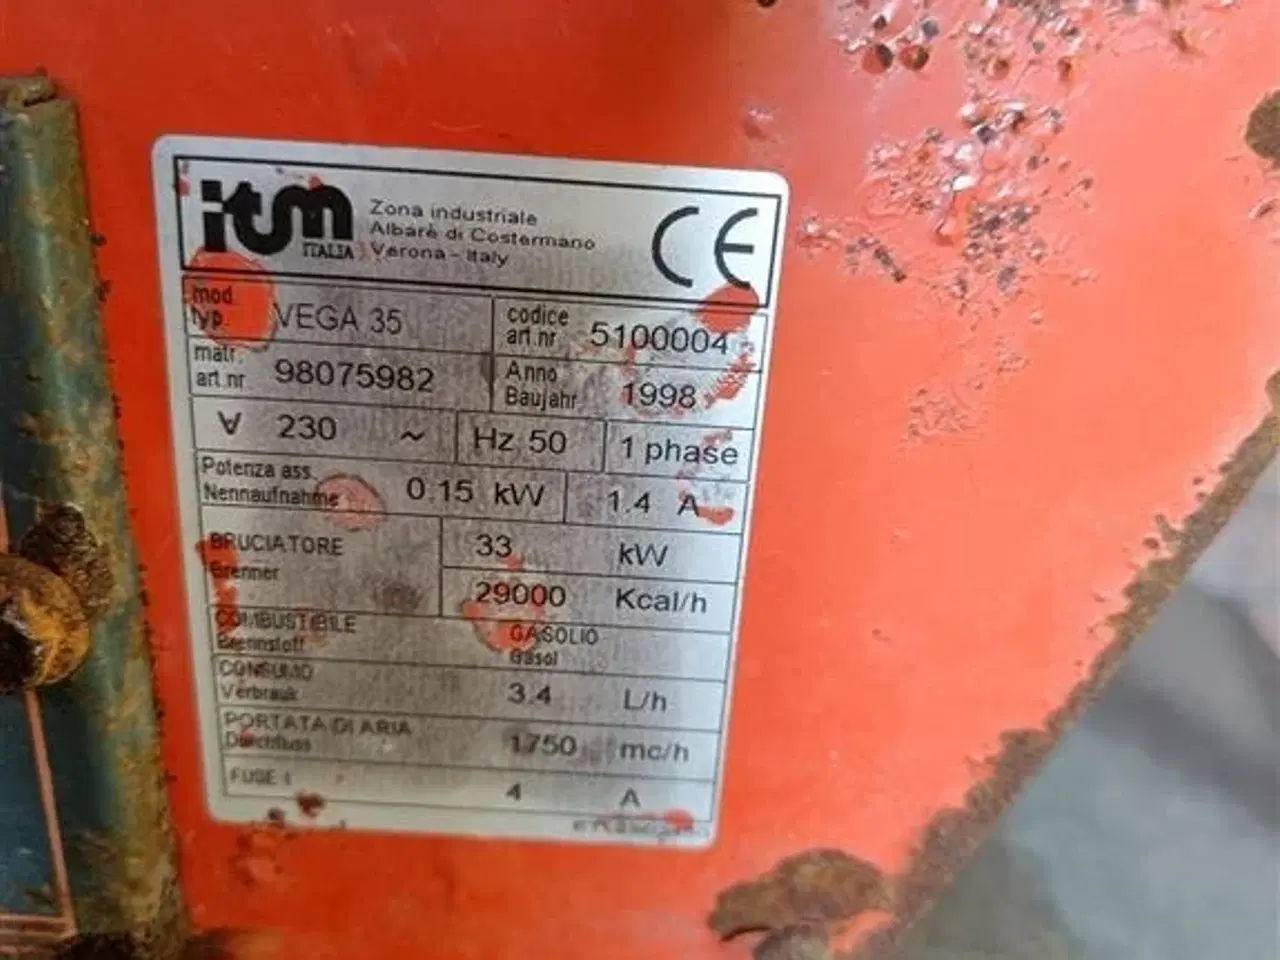 itm
ITALIA
Zona industriale
Albarè di Costermano
Verona - Italy
CE
mod. typ. VEGA 35
codice art.nr 5100004
matr. art.nr 98075982
Anno Baujahr 1998
V 230 ~ Hz 50 1 phase
Potenza ass. Nennaufnahme 0.15 kW 1.4 A
BRUCIATORE Brenner 33 kW
29000 Kcal/h
COMBUSTIBILE Brennstoff GASOLIO Gasol
CONSUMO Verbrauk 3.4 L/h
PORTATA DI ARIA Durchfluss 1750 mc/h
FUSE 4 A